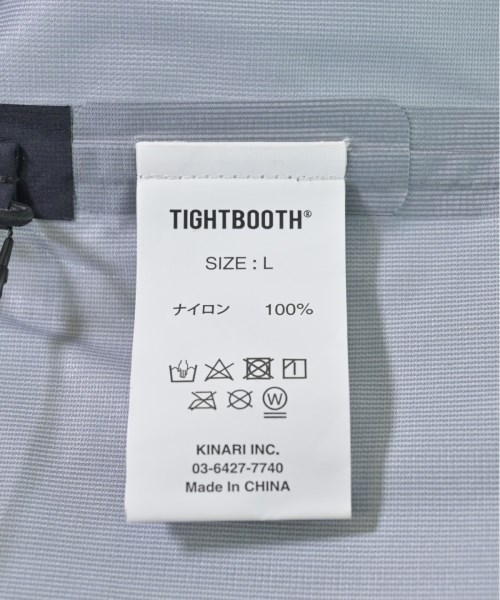 TIGHTBOOTH®
SIZE : L
ナイロン 100%
W
KINARI INC.
03-6427-7740
Made In CHINA